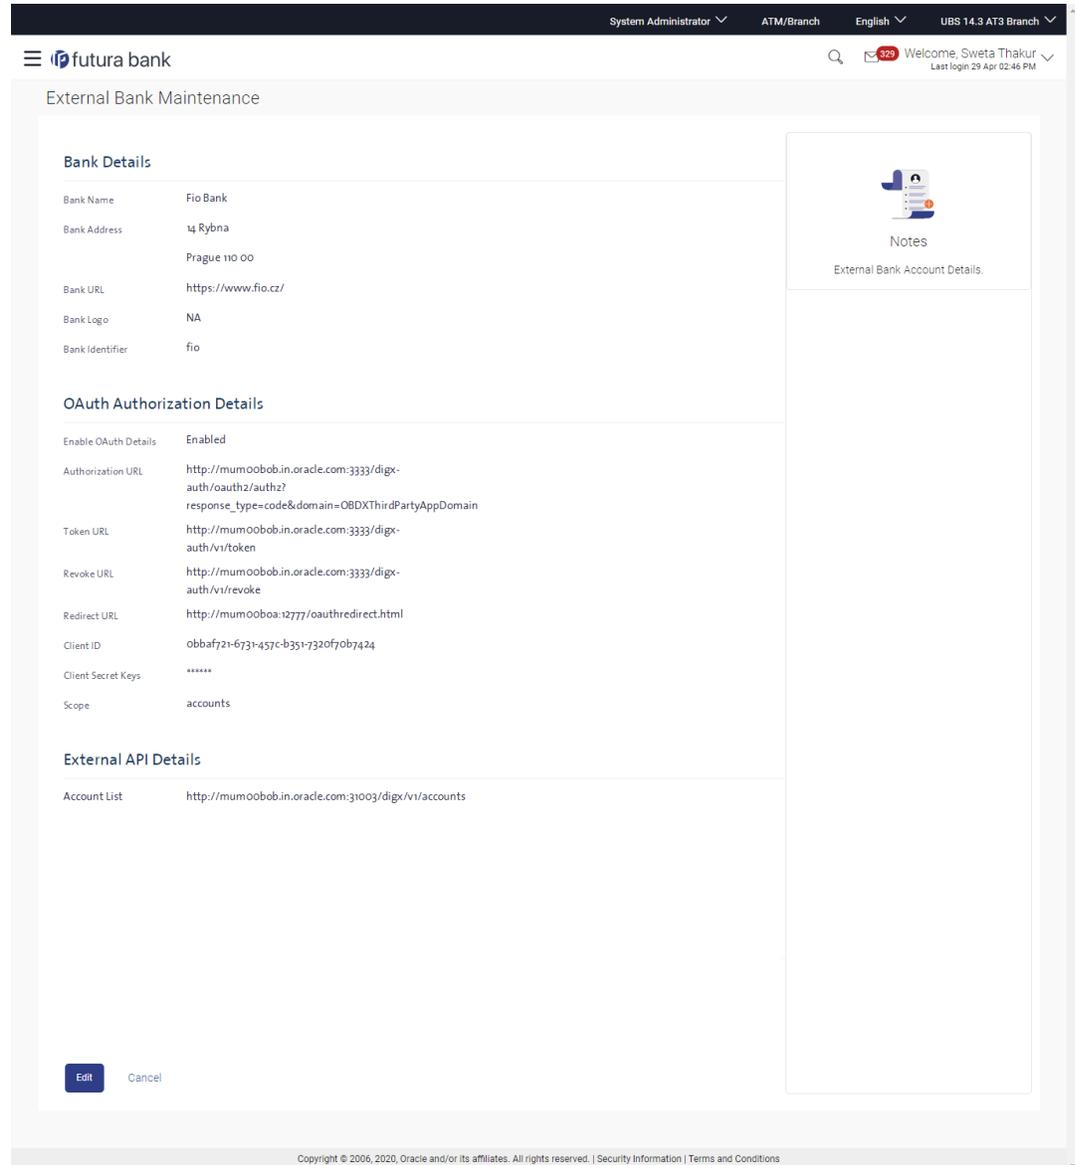 System Administrator ATM/Branch English UBS 14.3 AT3 Branch
futura bank
329 Welcome, Sweta Thakur
Last login 29 Apr 02:46 PM
External Bank Maintenance
Bank Details
Bank Name Fio Bank
Bank Address 14 Rybna
Prague 110 00
Bank URL https://www.fio.cz/
Bank Logo NA
Bank Identifier fio
Notes
External Bank Account Details.
OAuth Authorization Details
Enable OAuth Details Enabled
Authorization URL http://mum00bob.in.oracle.com:3333/digx-
auth/oauth2/authz?
response_type=code&domain=OBDXThirdPartyAppDomain
Token URL http://mum00bob.in.oracle.com:3333/digx-
auth/v1/token
Revoke URL http://mum00bob.in.oracle.com:3333/digx-
auth/v1/revoke
Redirect URL http://mum00boa:12777/oauthredirect.html
Client ID 0bbaf721-6731-457c-b351-7320f70b7424
Client Secret Keys ******
Scope accounts
External API Details
Account List http://mum00bob.in.oracle.com:31003/digx/v1/accounts
Edit Cancel
Copyright © 2006, 2020, Oracle and/or its affiliates. All rights reserved. | Security Information | Terms and Conditions